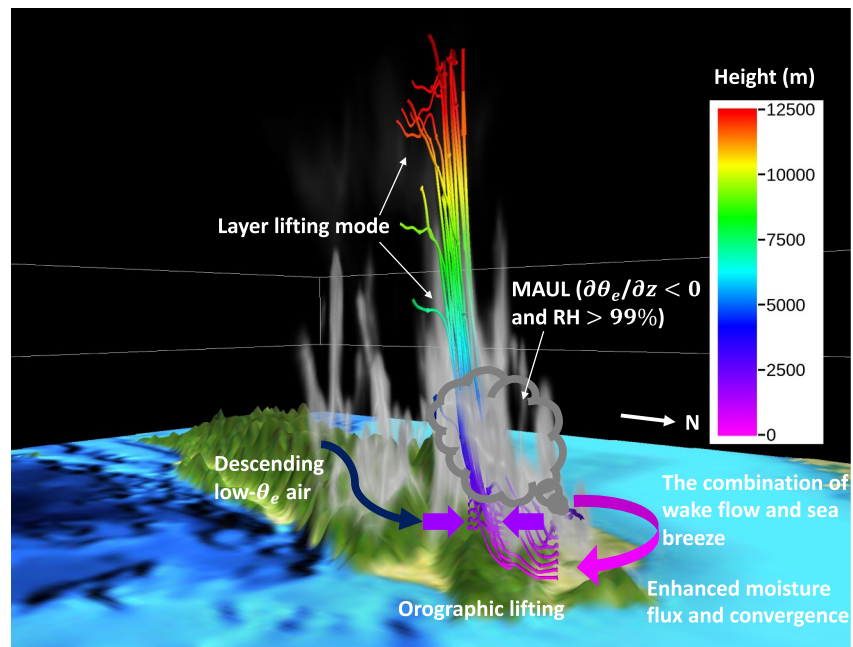 Height (m)
12500
10000
7500
5000
2500
0
Layer lifting mode
MAUL (∂θₑ/∂z < 0
and RH > 99%)
N
Descending
low-θₑ air
The combination of
wake flow and sea
breeze
Orographic lifting
Enhanced moisture
flux and convergence